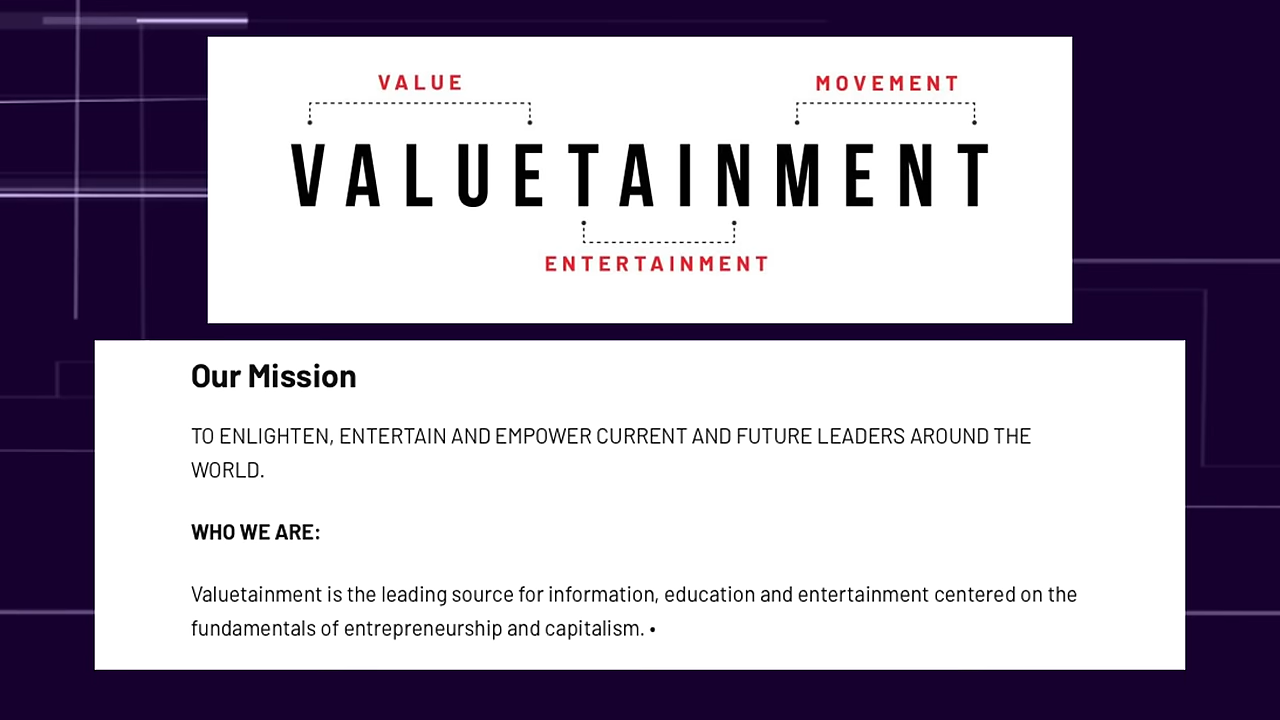 VALUE MOVEMENT
VALUETAINMENT
ENTERTAINMENT
Our Mission
TO ENLIGHTEN, ENTERTAIN AND EMPOWER CURRENT AND FUTURE LEADERS AROUND THE
WORLD.
WHO WE ARE:
Valuetainment is the leading source for information, education and entertainment centered on the
fundamentals of entrepreneurship and capitalism. •